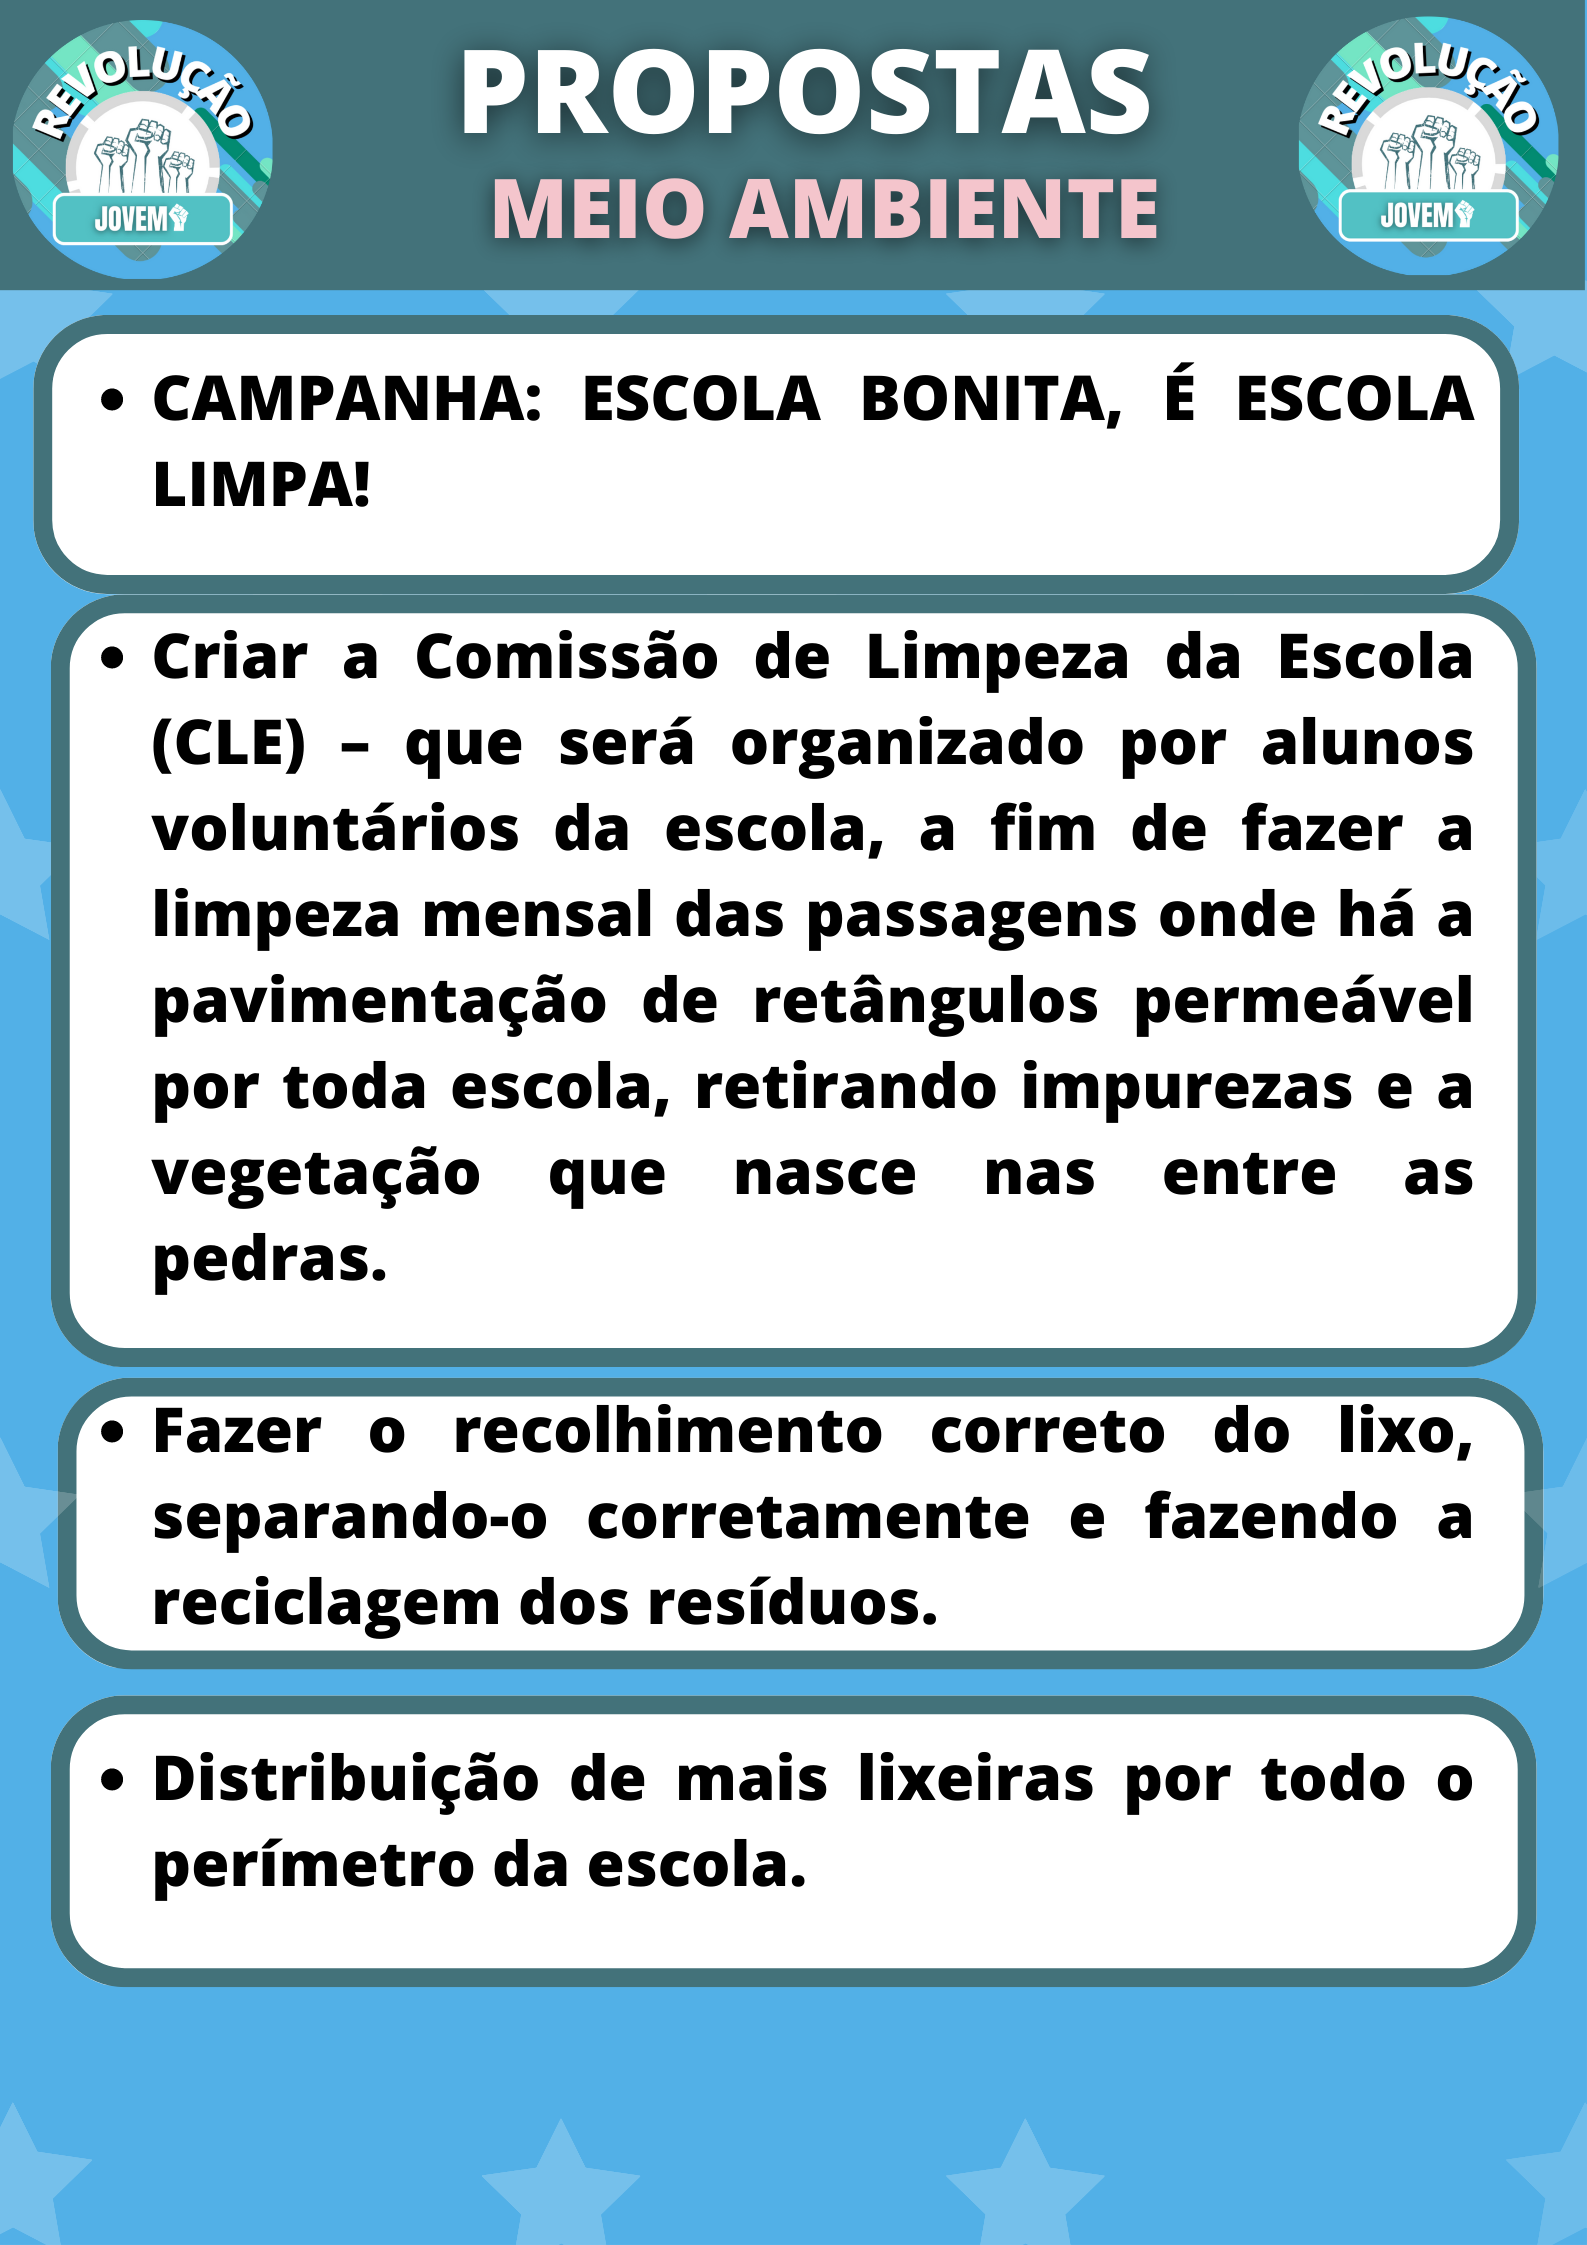 REVOLUÇÃO
JOVEM
PROPOSTAS
MEIO AMBIENTE
REVOLUÇÃO
JOVEM
• CAMPANHA: ESCOLA BONITA, É ESCOLA
LIMPA!
• Criar a Comissão de Limpeza da Escola
(CLE) – que será organizado por alunos
voluntários da escola, a fim de fazer a
limpeza mensal das passagens onde há a
pavimentação de retângulos permeável
por toda escola, retirando impurezas e a
vegetação que nasce nas entre as
pedras.
• Fazer o recolhimento correto do lixo,
separando-o corretamente e fazendo a
reciclagem dos resíduos.
• Distribuição de mais lixeiras por todo o
perímetro da escola.